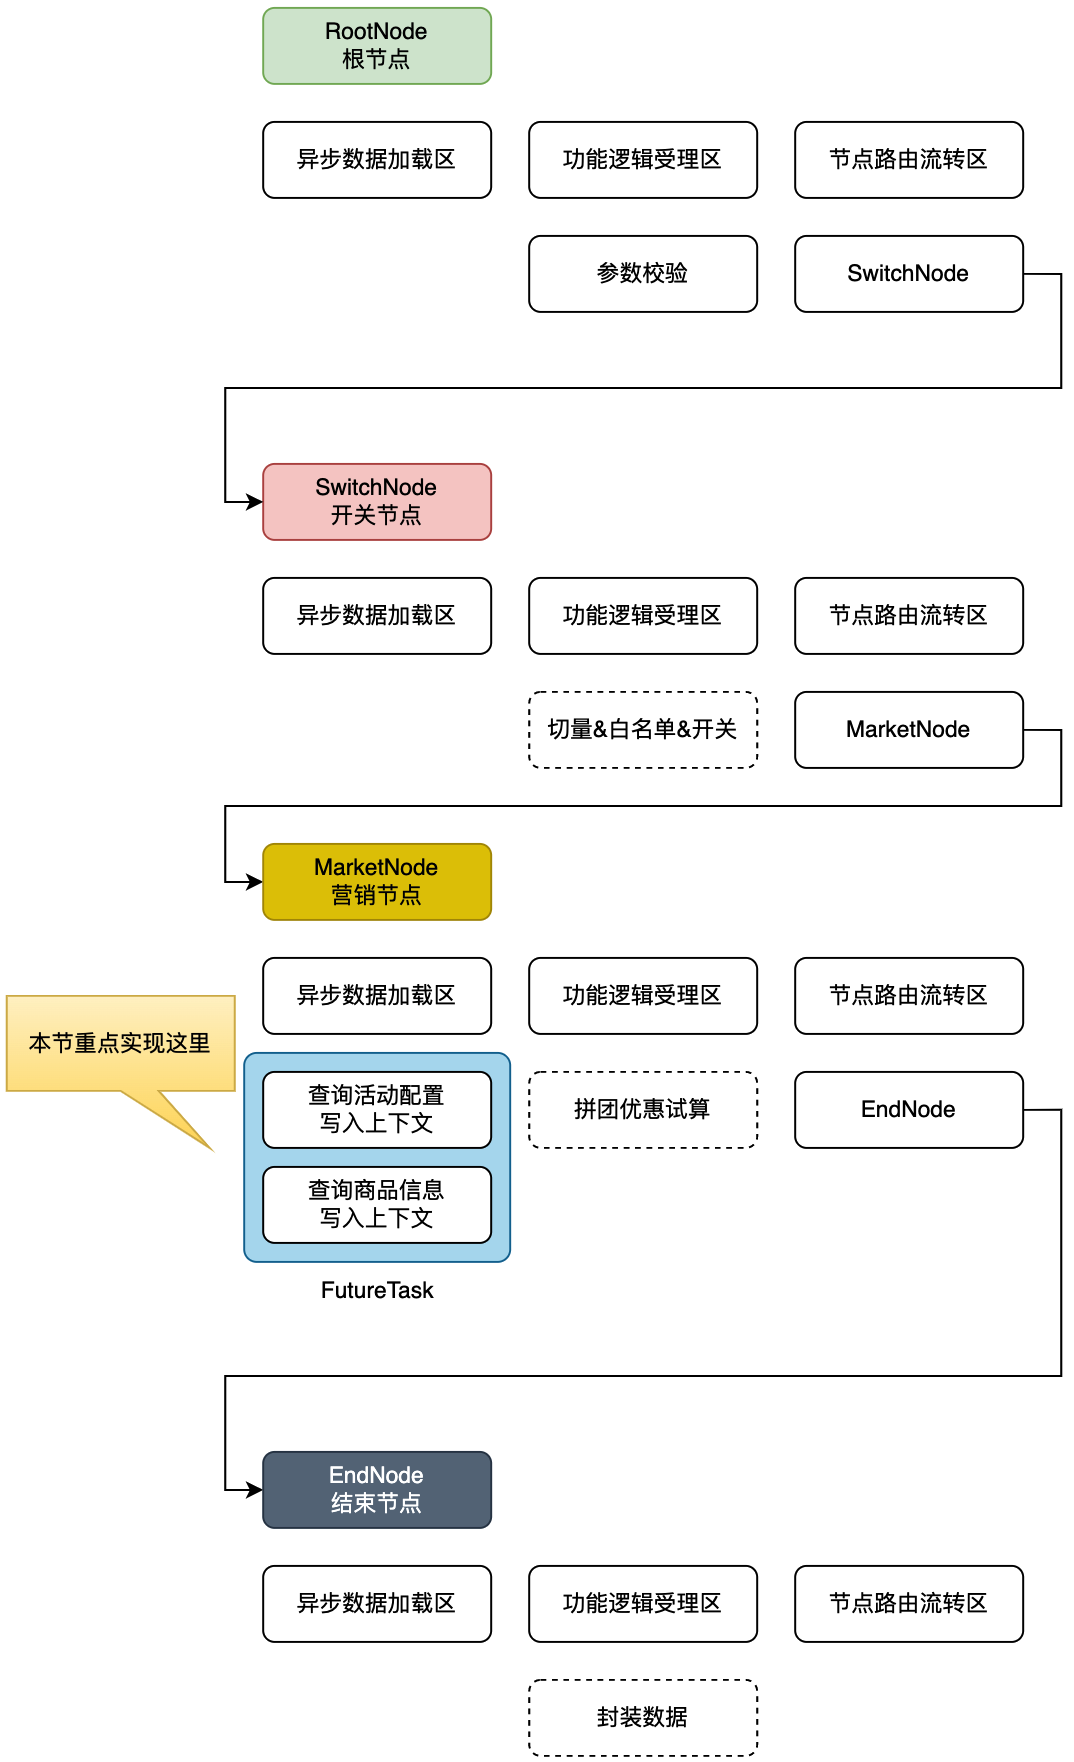 RootNode
根节点
异步数据加载区
功能逻辑受理区
节点路由流转区
参数校验
SwitchNode
SwitchNode
开关节点
异步数据加载区
功能逻辑受理区
节点路由流转区
切量&白名单&开关
MarketNode
MarketNode
营销节点
异步数据加载区
功能逻辑受理区
节点路由流转区
本节重点实现这里
查询活动配置
写入上下文
拼团优惠试算
EndNode
查询商品信息
写入上下文
FutureTask
EndNode
结束节点
异步数据加载区
功能逻辑受理区
节点路由流转区
封装数据